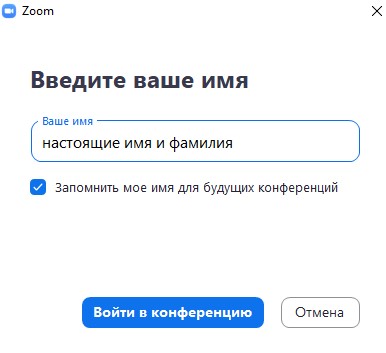 Zoom
Введите ваше имя
Ваше имя
настоящие имя и фамилия
Запомнить мое имя для будущих конференций
Войти в конференцию
Отмена